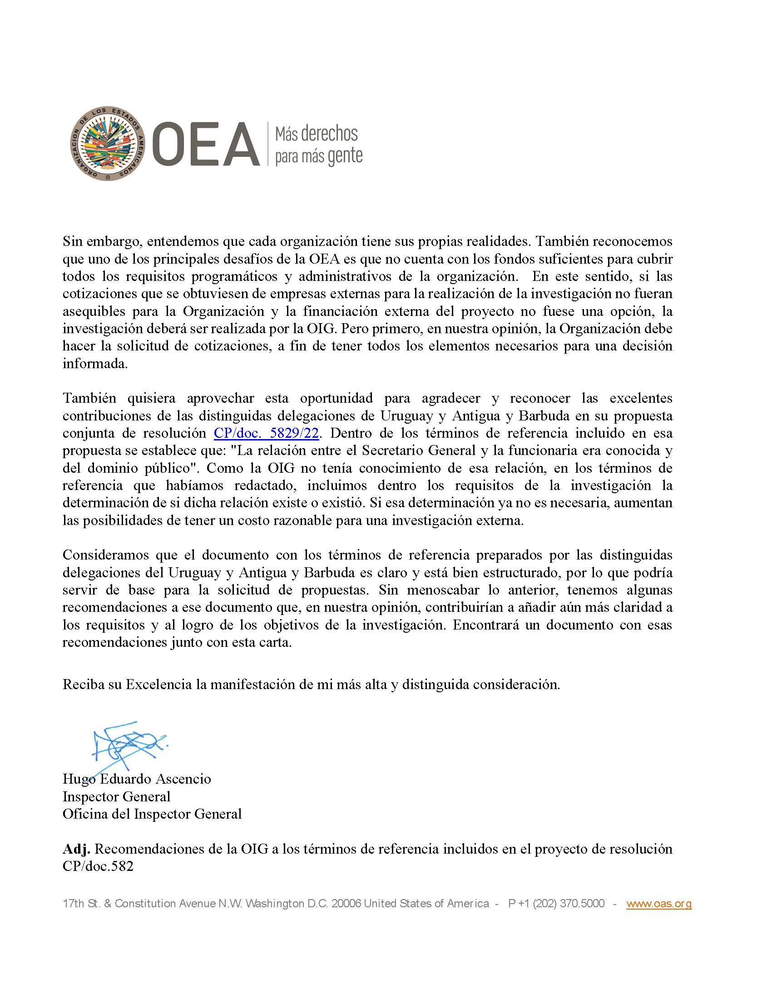 ORGANIZACION DE LOS ESTADOS AMERICANOS
OEA
Más derechos
para más gente
Sin embargo, entendemos que cada organización tiene sus propias realidades. También reconocemos
que uno de los principales desafíos de la OEA es que no cuenta con los fondos suficientes para cubrir
todos los requisitos programáticos y administrativos de la organización. En este sentido, si las
cotizaciones que se obtuviesen de empresas externas para la realización de la investigación no fueran
asequibles para la Organización y la financiación externa del proyecto no fuese una opción, la
investigación deberá ser realizada por la OIG. Pero primero, en nuestra opinión, la Organización debe
hacer la solicitud de cotizaciones, a fin de tener todos los elementos necesarios para una decisión
informada.
También quisiera aprovechar esta oportunidad para agradecer y reconocer las excelentes
contribuciones de las distinguidas delegaciones de Uruguay y Antigua y Barbuda en su propuesta
conjunta de resolución CP/doc. 5829/22. Dentro de los términos de referencia incluido en esa
propuesta se establece que: "La relación entre el Secretario General y la funcionaria era conocida y
del dominio público". Como la OIG no tenía conocimiento de esa relación, en los términos de
referencia que habíamos redactado, incluimos dentro los requisitos de la investigación la
determinación de si dicha relación existe o existió. Si esa determinación ya no es necesaria, aumentan
las posibilidades de tener un costo razonable para una investigación externa.
Consideramos que el documento con los términos de referencia preparados por las distinguidas
delegaciones del Uruguay y Antigua y Barbuda es claro y está bien estructurado, por lo que podría
servir de base para la solicitud de propuestas. Sin menoscabar lo anterior, tenemos algunas
recomendaciones a ese documento que, en nuestra opinión, contribuirían a añadir aún más claridad a
los requisitos y al logro de los objetivos de la investigación. Encontrará un documento con esas
recomendaciones junto con esta carta.
Reciba su Excelencia la manifestación de mi más alta y distinguida consideración.
Hugo Eduardo Ascencio
Inspector General
Oficina del Inspector General
Adj. Recomendaciones de la OIG a los términos de referencia incluidos en el proyecto de resolución
CP/doc.582
17th St. & Constitution Avenue N.W. Washington D.C. 20006 United States of America - P +1 (202) 370.5000 - www.oas.org